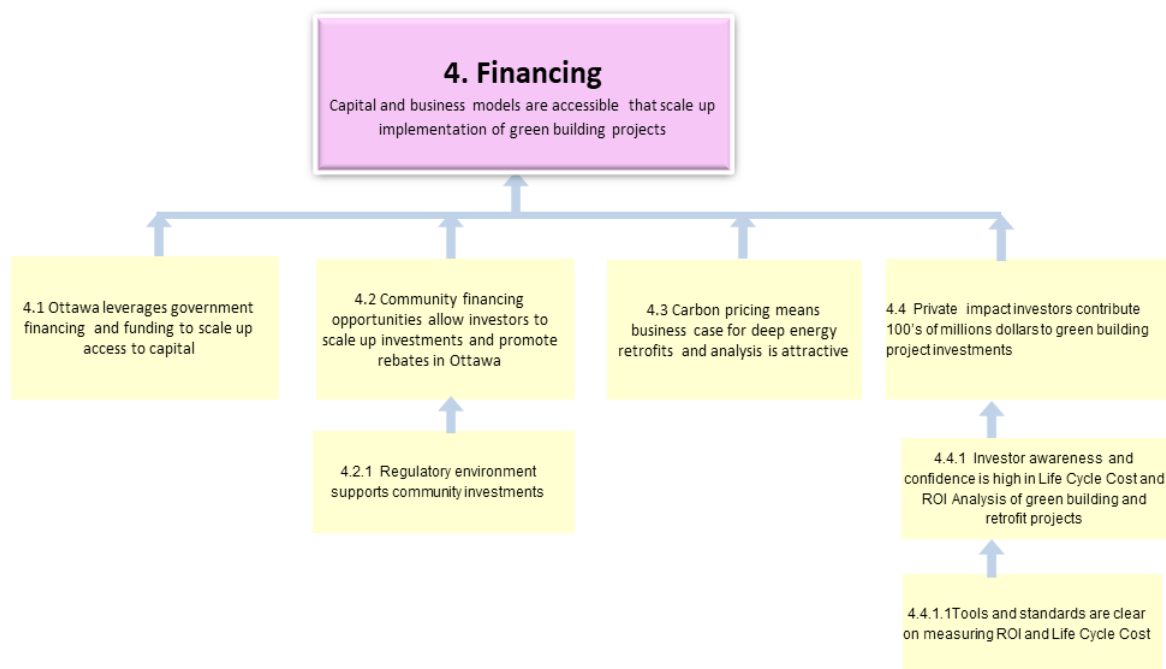 4. Financing
Capital and business models are accessible that scale up
implementation of green building projects
4.1 Ottawa leverages government
financing and funding to scale up
access to capital
4.2 Community financing
opportunities allow investors to
scale up investments and promote
rebates in Ottawa
4.3 Carbon pricing means
business case for deep energy
retrofits and analysis is attractive
4.4 Private impact investors contribute
100's of millions dollars to green building
project investments
4.2.1 Regulatory environment
supports community investments
4.4.1 Investor awareness and
confidence is high in Life Cycle Cost and
ROI Analysis of green building and
retrofit projects
4.4.1.1Tools and standards are clear
on measuring ROI and Life Cycle Cost